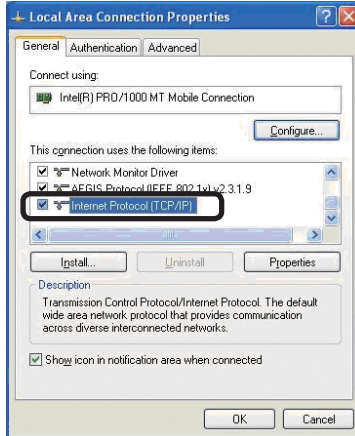 Local Area Connection Properties
General Authentication Advanced
Connect using:
Intel(R) PRO/1000 MT Mobile Connection
Configure...
This connection uses the following items:
Network Monitor Driver
AEGIS Protocol (IEEE 802.1x) v2.3.1.9
Internet Protocol (TCP/IP)
Install... Uninstall Properties
Description
Transmission Control Protocol/Internet Protocol. The default
wide area network protocol that provides communication
across diverse interconnected networks.
Show icon in notification area when connected
OK Cancel